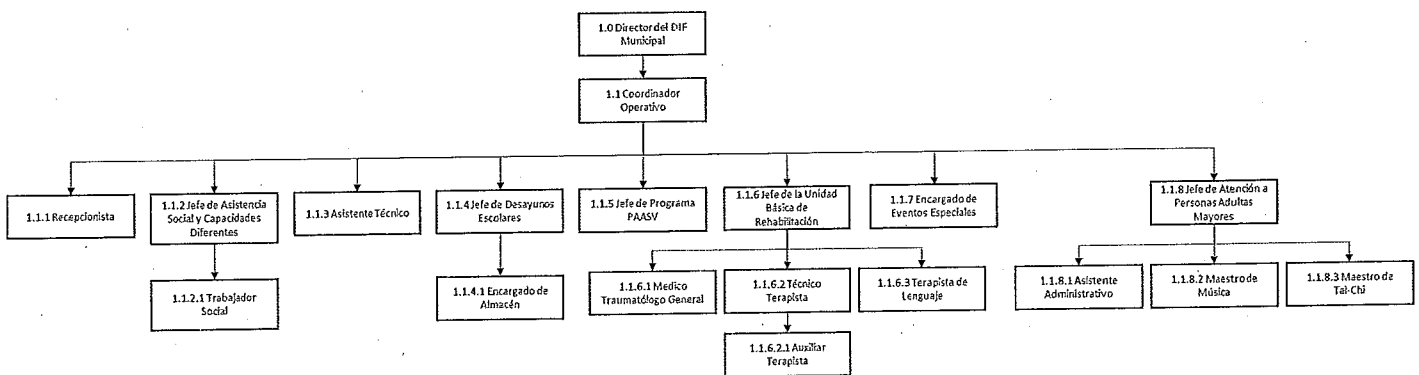 1.0 Director del DIF
Municipal
1.1 Coordinador
Operativo
1.1.1 Recepcionista
1.1.2 Jefe de Asistencia
Social y Capacidades
Diferentes
1.1.3 Asistente Técnico
1.1.4 Jefe de Desayunos
Escolares
1.1.5 Jefe de Programa
PAASV
1.1.6 Jefe de la Unidad
Básica de
Rehabilitación
1.1.7 Encargado de
Eventos Especiales
1.1.8 Jefe de Atención a
Personas Adultas
Mayores
1.1.2.1 Trabajador
Social
1.1.4.1 Encargado de
Almacén
1.1.6.1 Medico
Traumatólogo General
1.1.6.2 Técnico
Terapista
1.1.6.3 Terapista de
Lenguaje
1.1.8.1 Asistente
Administrativo
1.1.8.2 Maestro de
Música
1.1.8.3 Maestro de
Tai-Chi
1.1.6.2.1 Auxiliar
Terapista